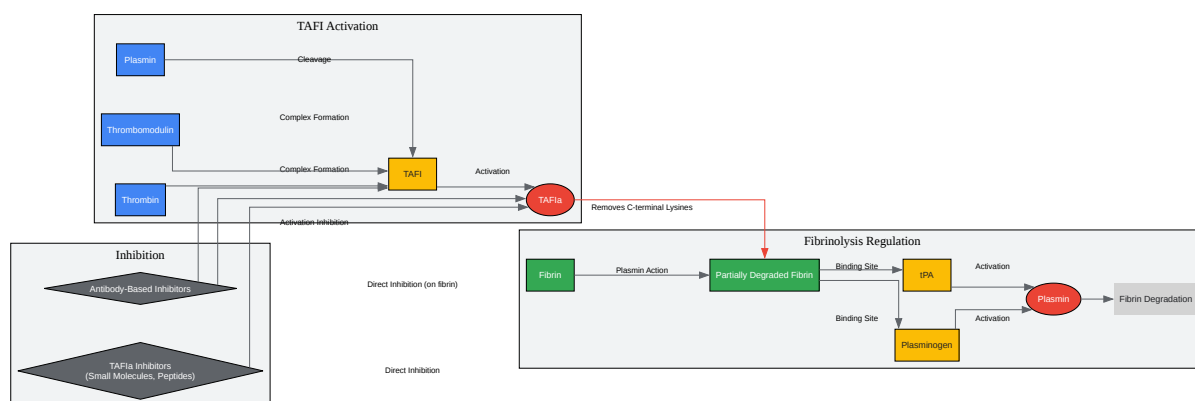 TAFI Activation
Plasmin
Cleavage
Thrombomodulin
Complex Formation
Complex Formation
TAFI
Activation
Thrombin
TAFIa
Removes C-terminal Lysines
Activation Inhibition
Inhibition
Antibody-Based Inhibitors
Direct Inhibition (on fibrin)
TAFIa Inhibitors
(Small Molecules, Peptides)
Direct Inhibition
Fibrinolysis Regulation
Fibrin
Plasmin Action
Partially Degraded Fibrin
Binding Site
tPA
Activation
Plasmin
Fibrin Degradation
Binding Site
Activation
Plasminogen